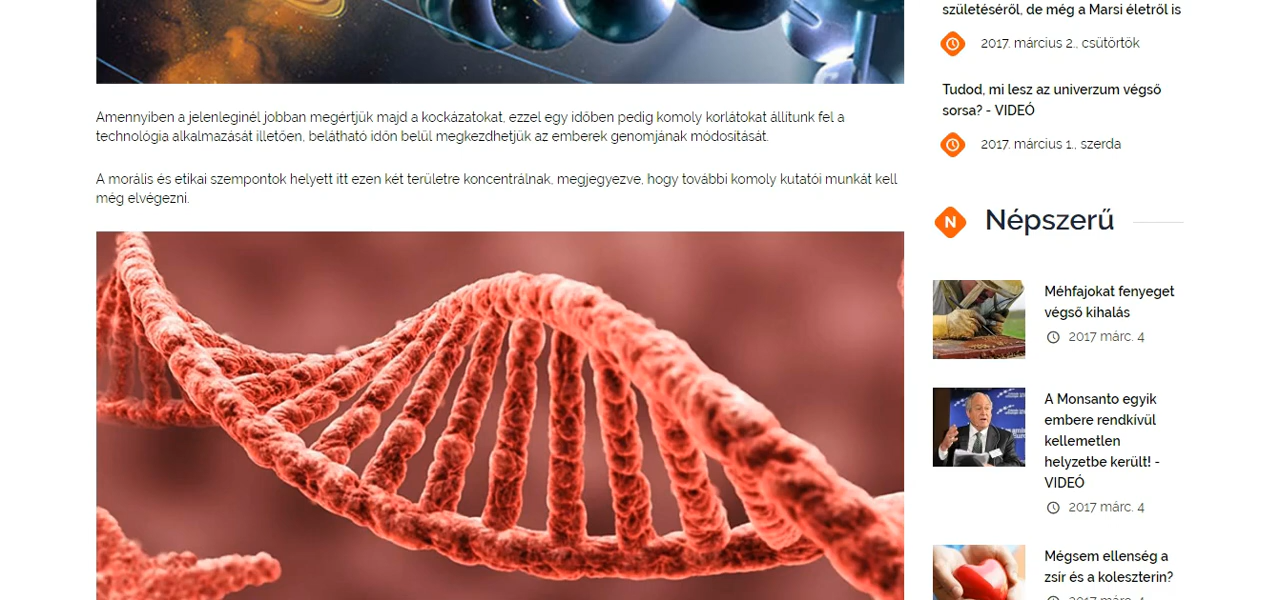 Amennyiben a jelenleginél jobban megértjük majd a kockázatokat, ezzel egy időben pedig komoly korlátokat állítunk fel a
technológia alkalmazását illetően, belátható időn belül megkezdhetjük az emberek genomjának módosítását.
A morális és etikai szempontok helyett itt ezen két területre koncentrálnak, megjegyezve, hogy további komoly kutatói munkát kell
még elvégezni.
születéséről, de még a Marsi életről is
2017. március 2., csütörtök
Tudod, mi lesz az univerzum végső
sorsa? - VIDEÓ
2017. március 1., szerda
N Népszerű
Méhfajokat fenyeget
végső kihalás
2017 márc. 4
A Monsanto egyik
embere rendkívül
kellemetlen
helyzetbe került! -
VIDEÓ
2017 márc. 4
Mégsem ellenség a
zsír és a koleszterin?
2017 márc. 4